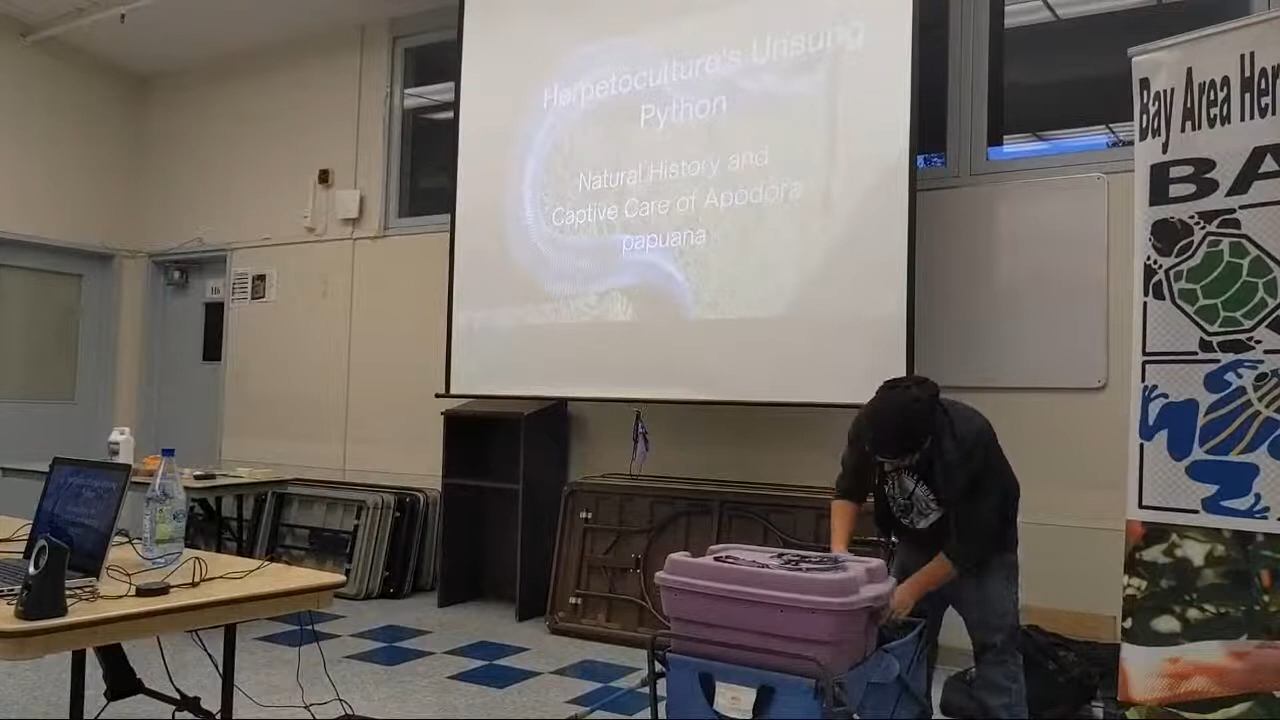 Herpetoculture's Unsung
Python
Natural History and
Captive Care of Apodora
papuana
Bay Area Her
BA